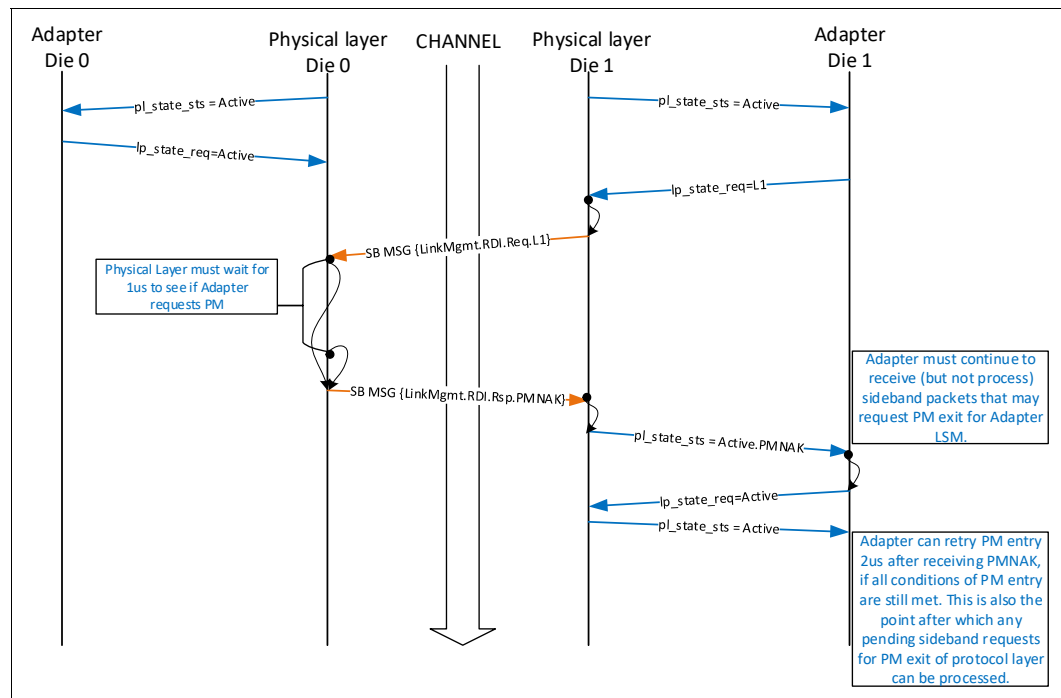 Adapter
Die 0
Physical layer
Die 0
CHANNEL
Physical layer
Die 1
Adapter
Die 1
pl_state_sts = Active
pl_state_sts = Active
lp_state_req=Active
lp_state_req=L1
SB MSG {LinkMgmt.RDI.Req.L1}
Physical Layer must wait for
1us to see if Adapter
requests PM
SB MSG {LinkMgmt.RDI.Rsp.PMNAK}
Adapter must continue to
receive (but not process)
sideband packets that may
request PM exit for Adapter
LSM.
pl_state_sts = Active.PMNAK
lp_state_req=Active
pl_state_sts = Active
Adapter can retry PM entry
2us after receiving PMNAK,
if all conditions of PM entry
are still met. This is also the
point after which any
pending sideband requests
for PM exit of protocol layer
can be processed.